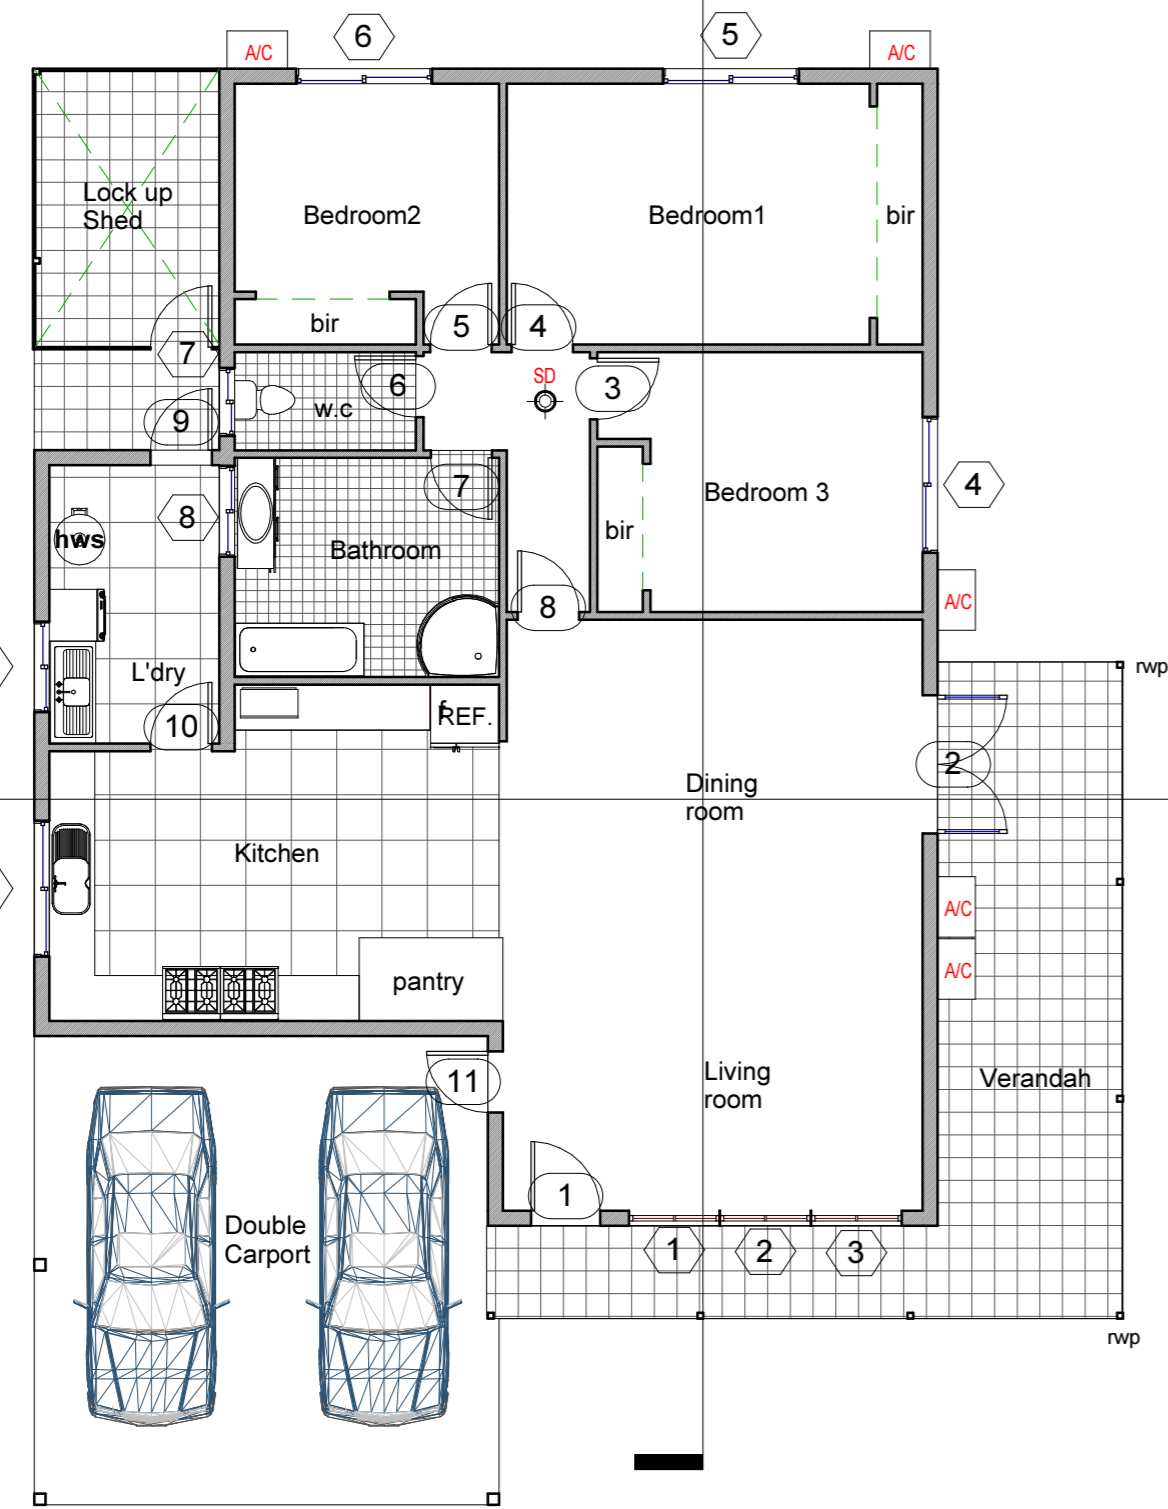 6
5
A/C
A/C
Lock up
Shed
Bedroom2
Bedroom1
bir
bir
5
4
7
6
SD
3
w.c
9
7
Bedroom 3
4
8
hws
Bathroom
bir
8
A/C
L'dry
rwp
10
f
REF.
2
Dining
room
Kitchen
A/C
A/C
pantry
Living
room
Verandah
11
1
Double
Carport
1
2
3
rwp